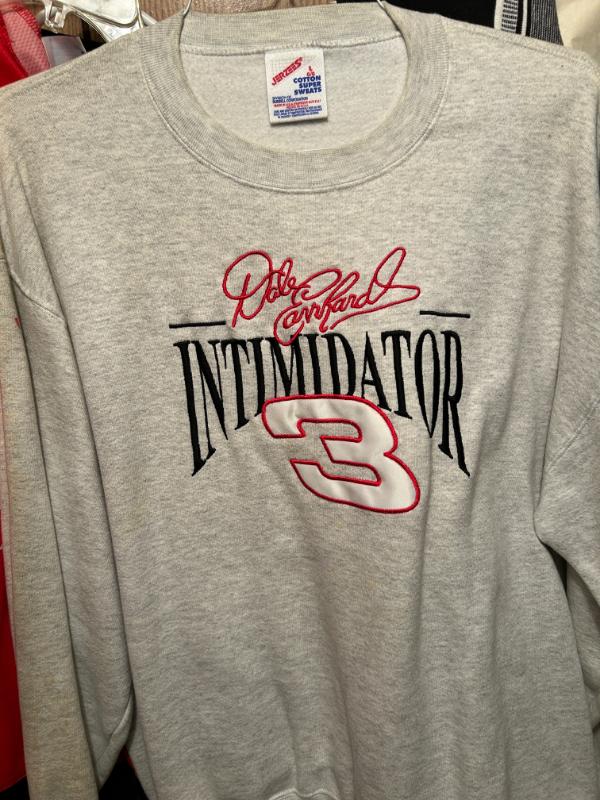 JERZEES
L
COTTON
SUPER
SWEATS
Dale
Earnhardt
INTIMIDATOR
3